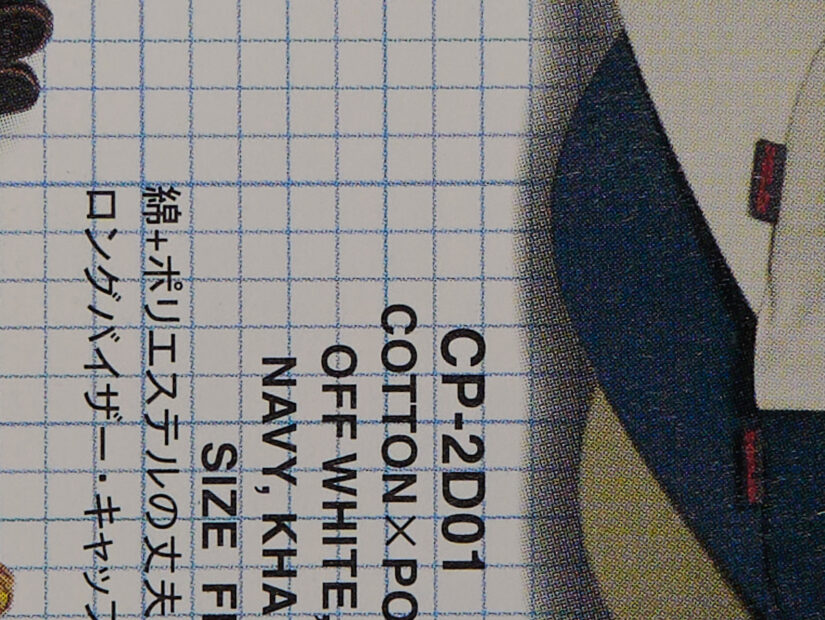 CP-2D01
COTTON×PO
OFF WHITE,
NAVY, KHA
SIZE F
綿+ポリエステルの丈夫
ロングバイザー・キャップ